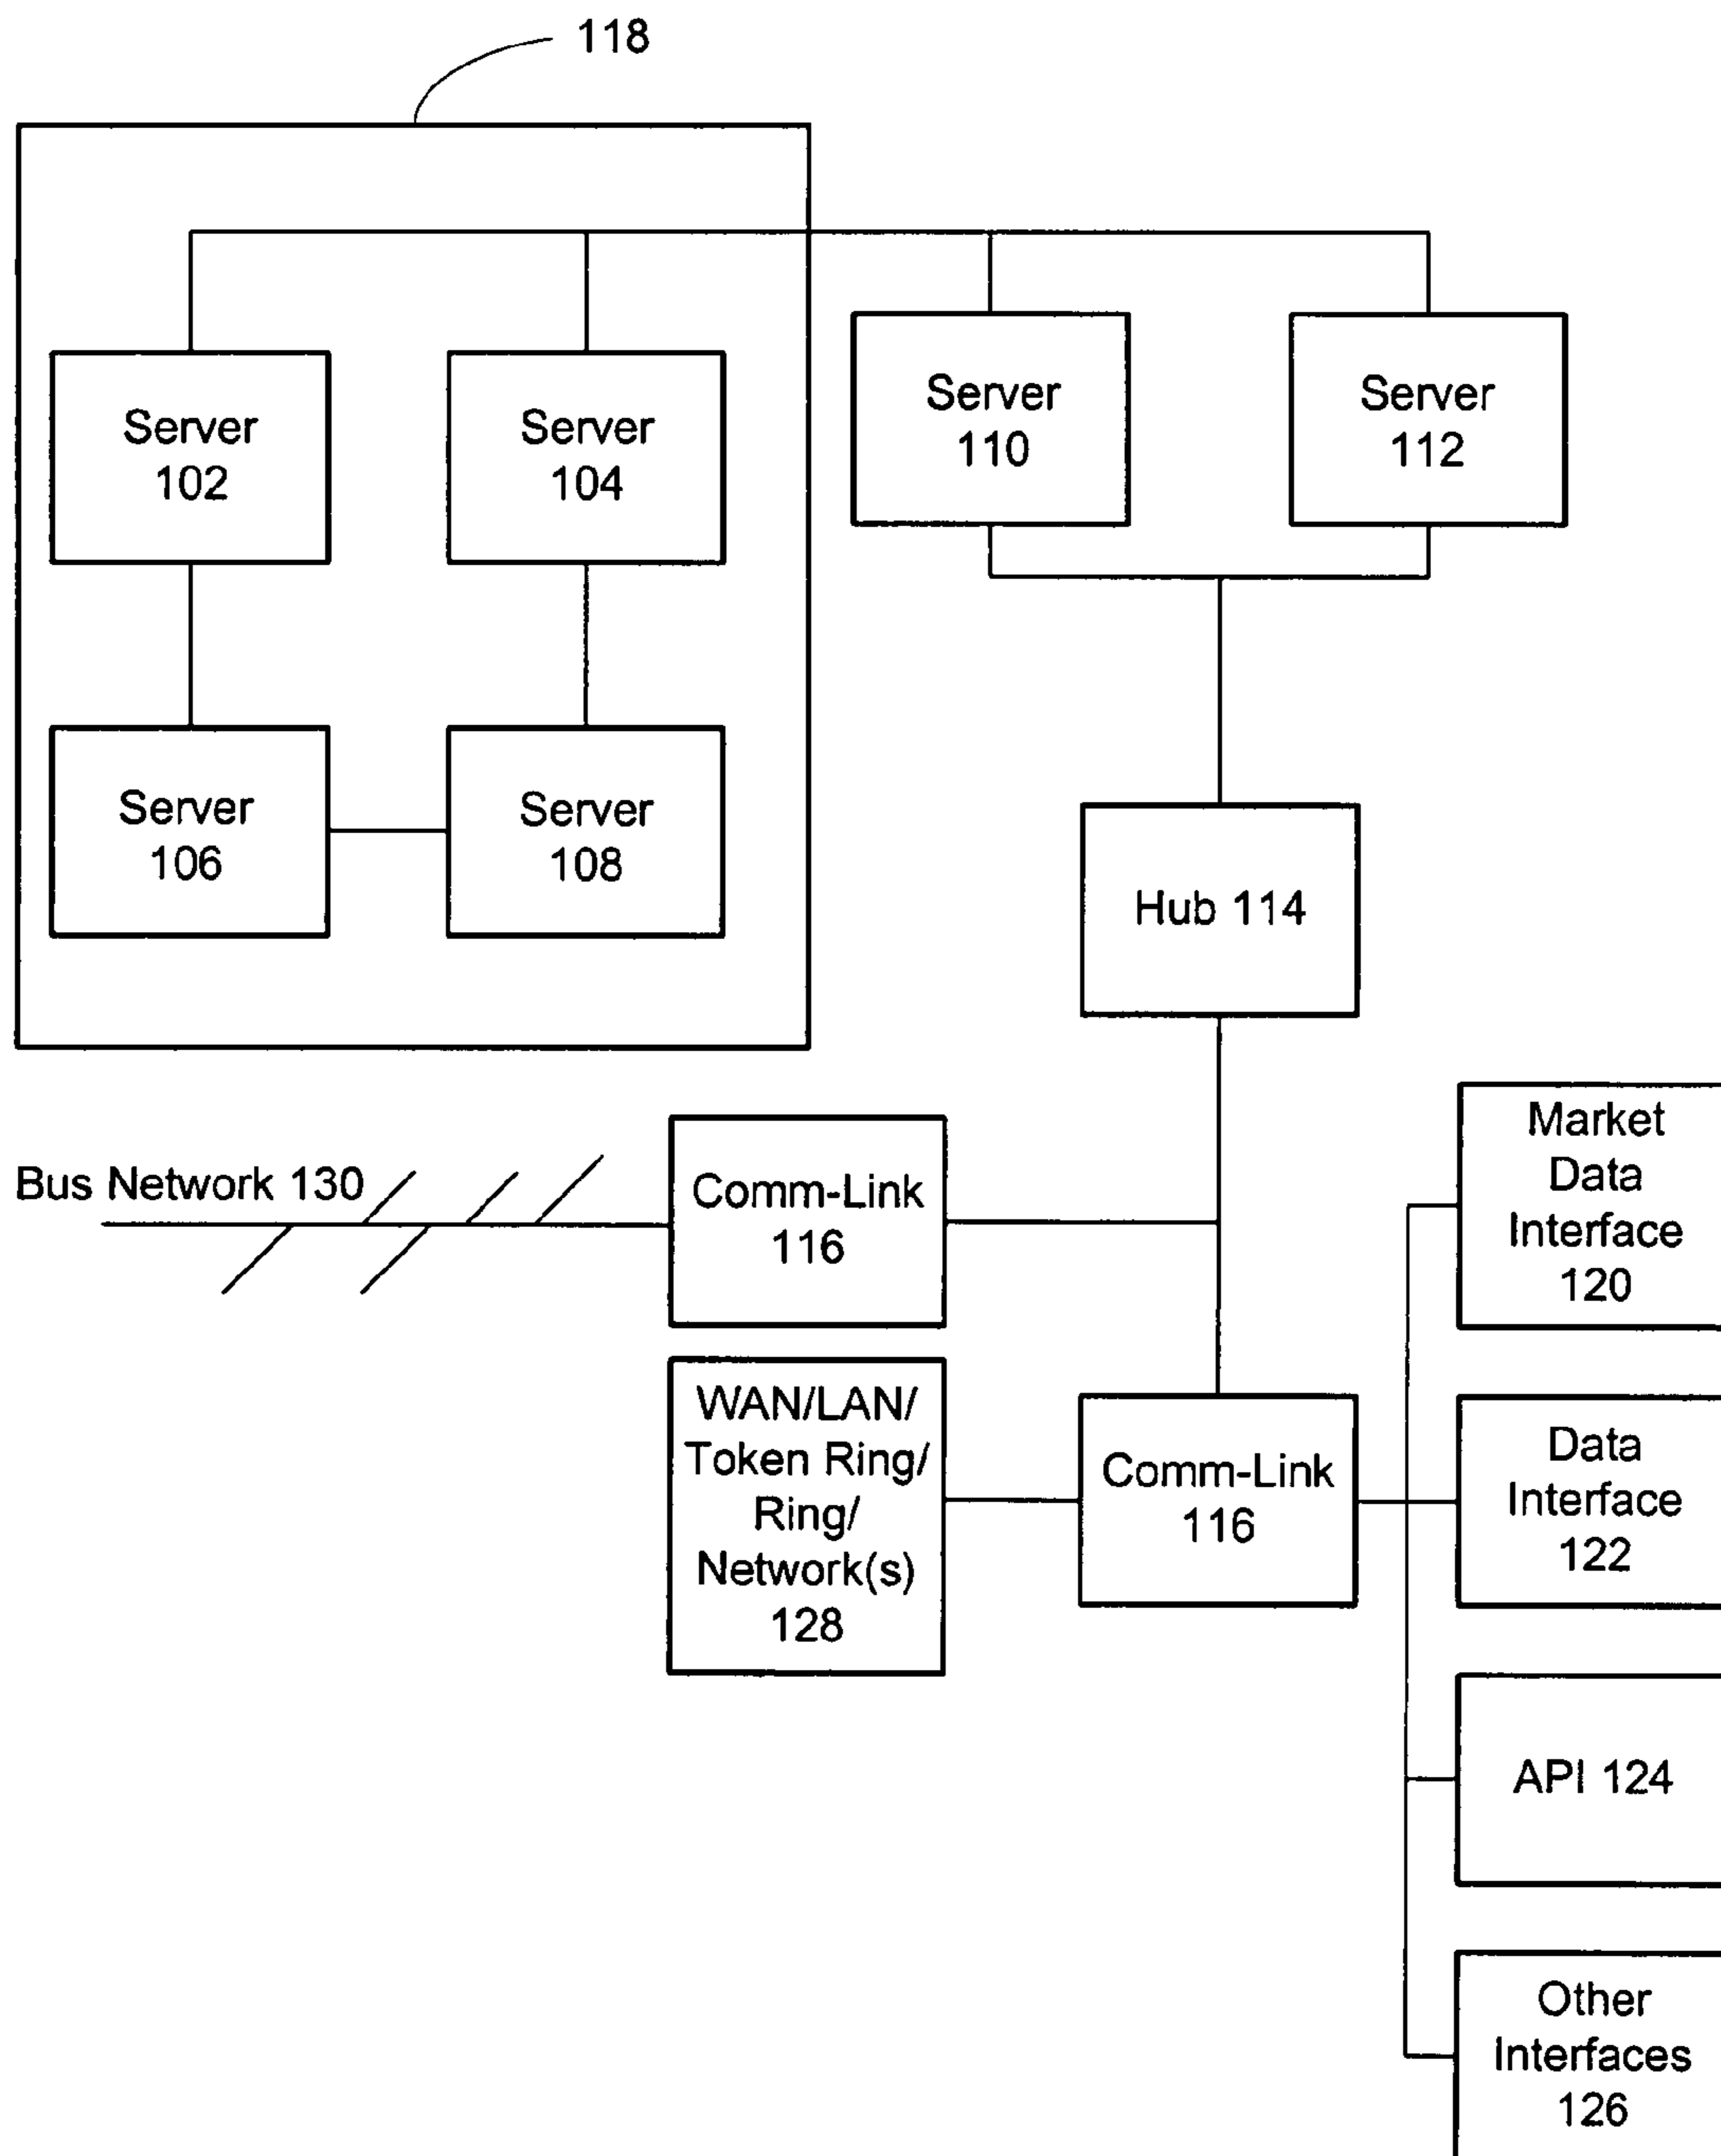 118
Server
102
Server
104
Server
110
Server
112
Server
106
Server
108
Hub 114
Bus Network 130
Comm-Link
116
Market
Data
Interface
120
WAN/LAN/
Token Ring/
Ring/
Network(s)
128
Comm-Link
116
Data
Interface
122
API 124
Other
Interfaces
126